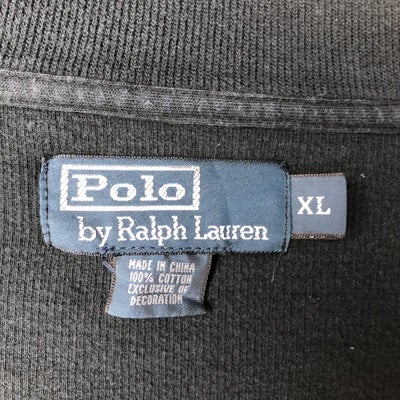 Polo
by Ralph Lauren
XL
MADE IN CHINA
100% COTTON
EXCLUSIVE OF
DECORATION